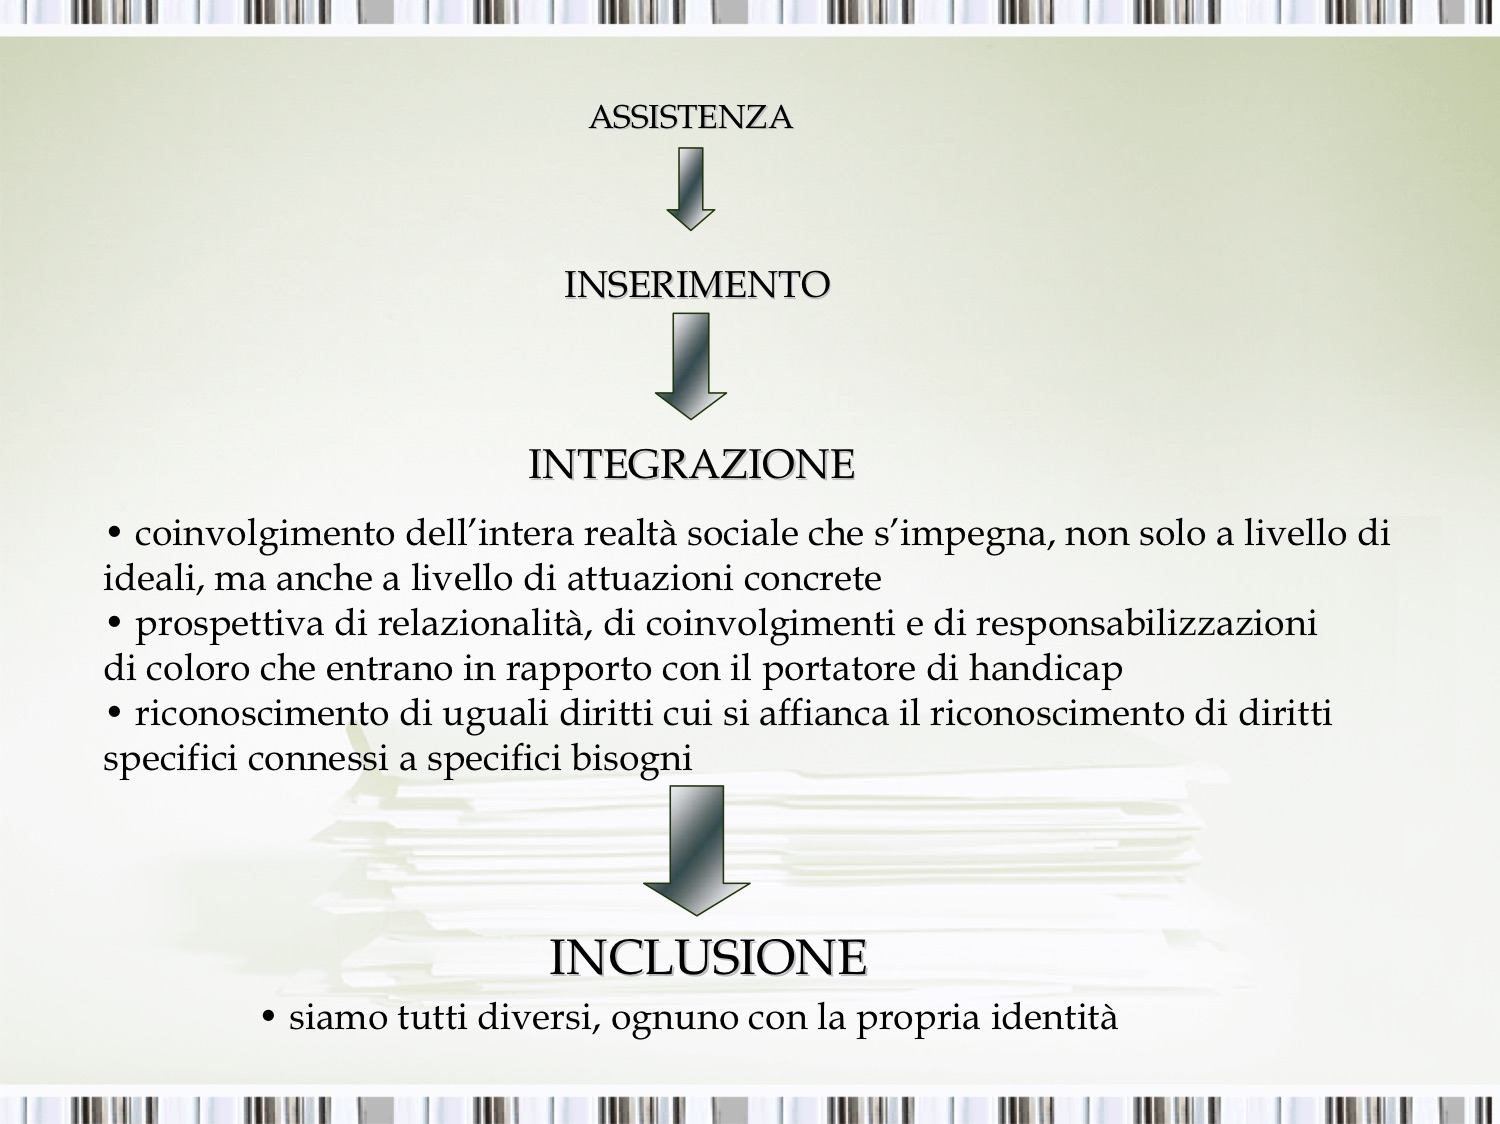 ASSISTENZA
INSERIMENTO
INTEGRAZIONE
• coinvolgimento dell’intera realtà sociale che s’impegna, non solo a livello di
ideali, ma anche a livello di attuazioni concrete
• prospettiva di relazionalità, di coinvolgimenti e di responsabilizzazioni
di coloro che entrano in rapporto con il portatore di handicap
• riconoscimento di uguali diritti cui si affianca il riconoscimento di diritti
specifici connessi a specifici bisogni
INCLUSIONE
• siamo tutti diversi, ognuno con la propria identità